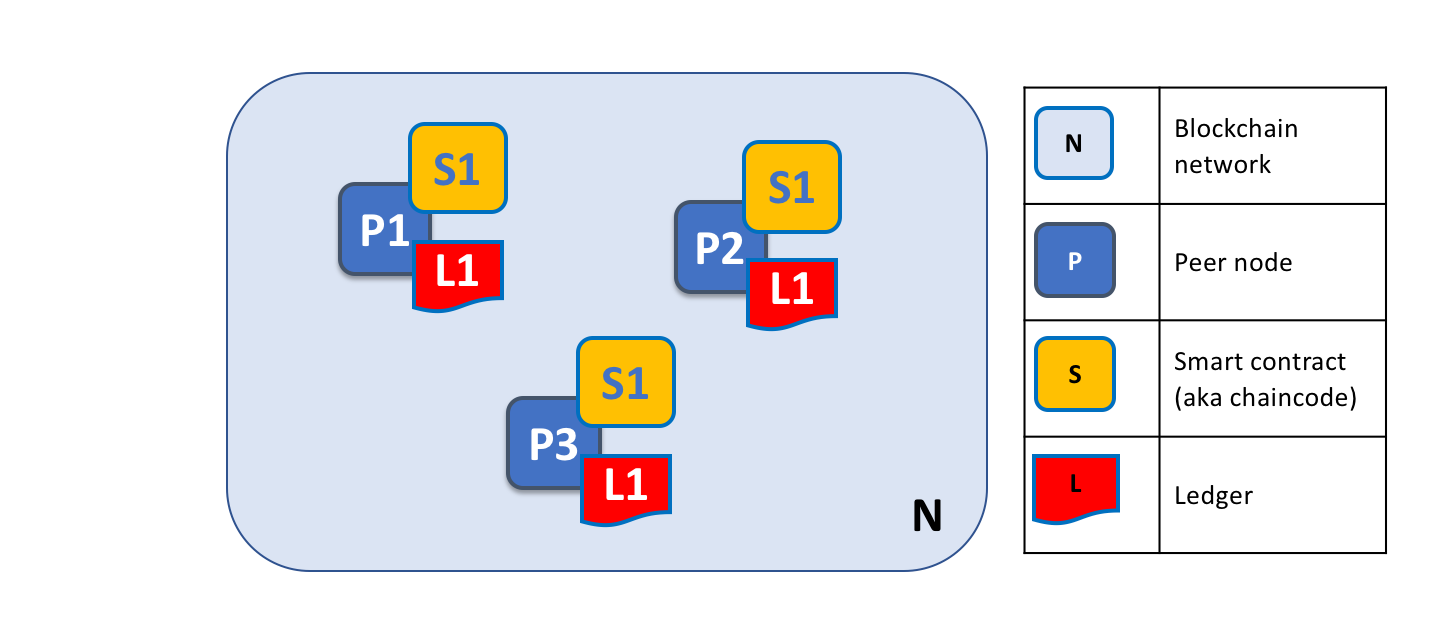 S1
P1
L1
S1
P2
L1
S1
P3
L1
N
N
Blockchain
network
P
Peer node
S
Smart contract
(aka chaincode)
L
Ledger